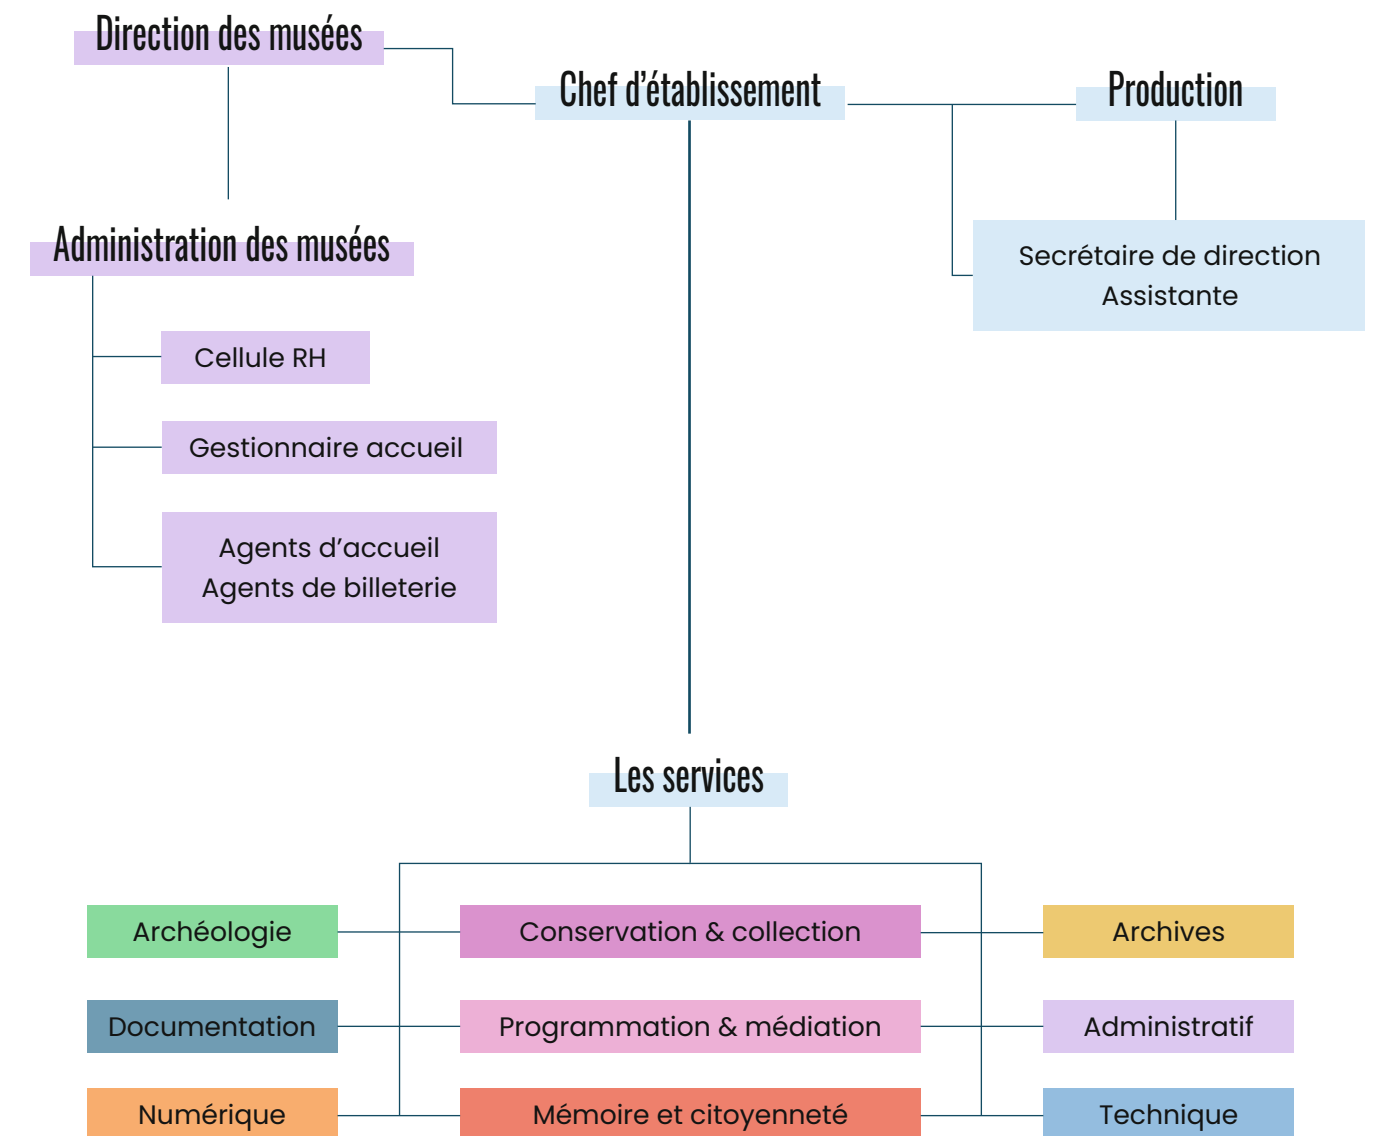 Direction des musées
Chef d’établissement
Production
Administration des musées
Secrétaire de direction
Assistante
Cellule RH
Gestionnaire accueil
Agents d’accueil
Agents de billeterie
Les services
Archéologie
Conservation & collection
Archives
Documentation
Programmation & médiation
Administratif
Numérique
Mémoire et citoyenneté
Technique